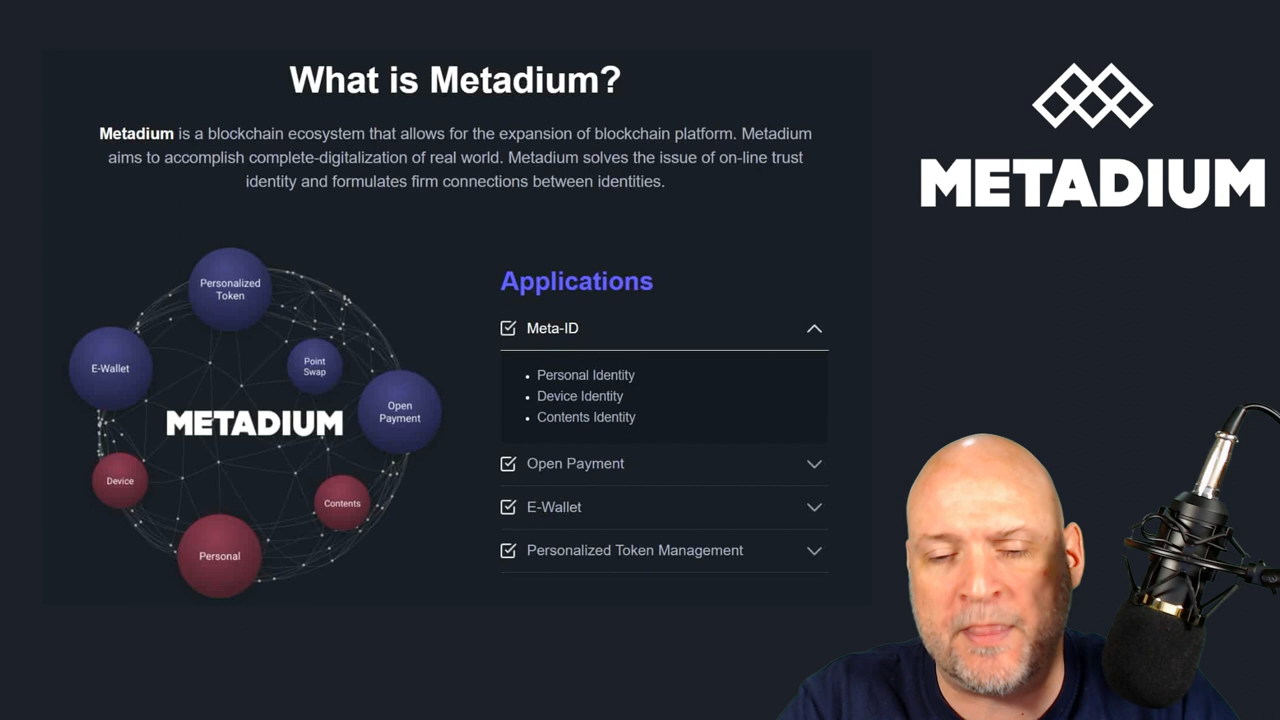 What is Metadium?
Metadium is a blockchain ecosystem that allows for the expansion of blockchain platform. Metadium
aims to accomplish complete-digitalization of real world. Metadium solves the issue of on-line trust
identity and formulates firm connections between identities.
METADIUM
Personalized
Token
E-Wallet
Point
Swap
Open
Payment
METADIUM
Device
Contents
Personal
Applications
Meta-ID
Personal Identity
Device Identity
Contents Identity
Open Payment
E-Wallet
Personalized Token Management